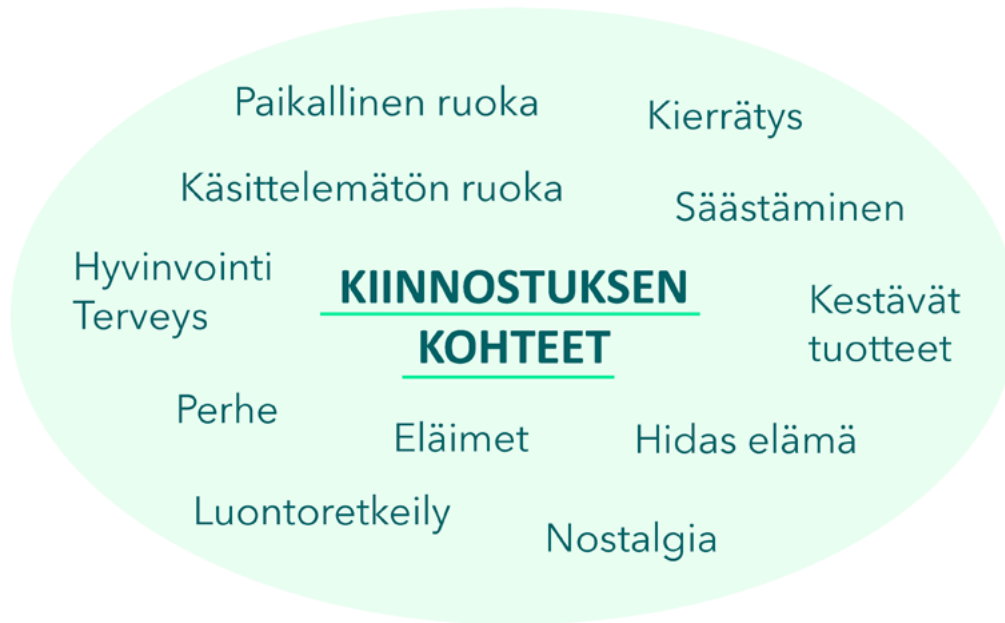 Paikallinen ruoka
Kierrätys
Käsittelemätön ruoka
Säästäminen
Hyvinvointi
Terveys
KIINNOSTUKSEN
KOHTEET
Kestävät
tuotteet
Perhe
Eläimet
Hidas elämä
Luontoretkeily
Nostalgia